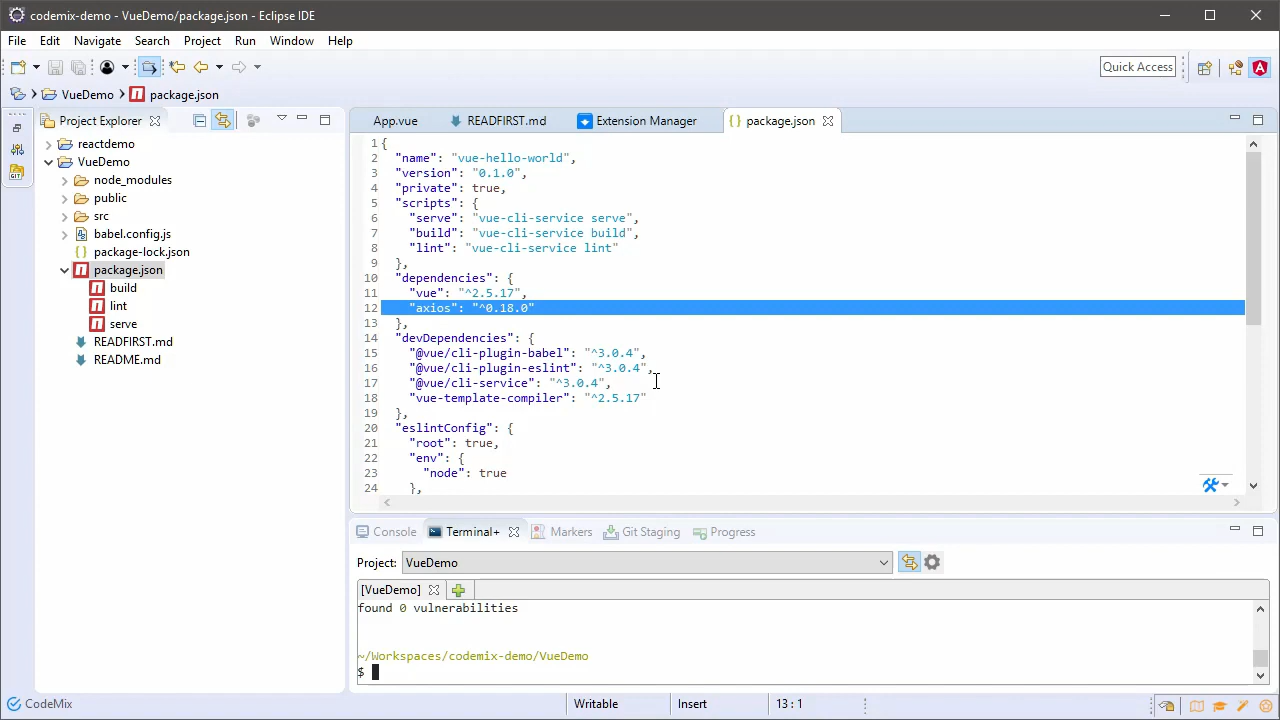 codemix-demo - VueDemo/package.json - Eclipse IDE
File Edit Navigate Search Project Run Window Help
Quick Access
VueDemo package.json
Project Explorer
reactdemo
VueDemo
node_modules
public
src
babel.config.js
package-lock.json
package.json
build
lint
serve
READFIRST.md
README.md
App.vue READFIRST.md Extension Manager package.json
1 {
2 "name": "vue-hello-world",
3 "version": "0.1.0",
4 "private": true,
5 "scripts": {
6 "serve": "vue-cli-service serve",
7 "build": "vue-cli-service build",
8 "lint": "vue-cli-service lint"
9 },
10 "dependencies": {
11 "vue": "^2.5.17",
12 "axios": "^0.18.0"
13 },
14 "devDependencies": {
15 "@vue/cli-plugin-babel": "^3.0.4",
16 "@vue/cli-plugin-eslint": "^3.0.4",
17 "@vue/cli-service": "^3.0.4",
18 "vue-template-compiler": "^2.5.17"
19 },
20 "eslintConfig": {
21 "root": true,
22 "env": {
23 "node": true
24 },
Console Terminal+ Markers Git Staging Progress
Project: VueDemo
[VueDemo]
found 0 vulnerabilities
~/Workspaces/codemix-demo/VueDemo
$
CodeMix Writable Insert 13 : 1